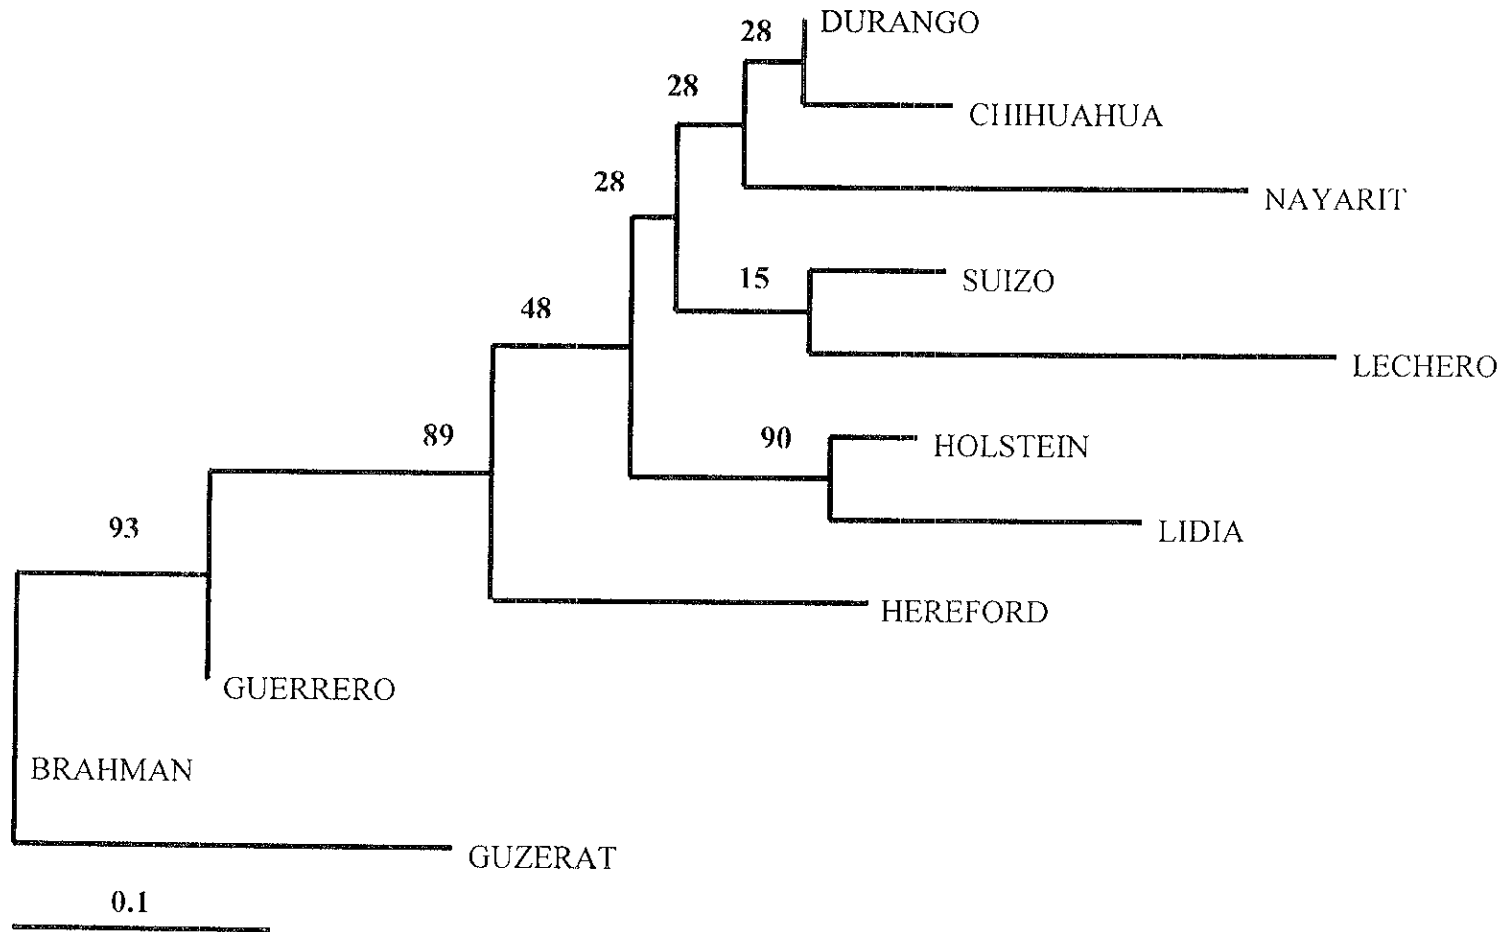 DURANGO
28
28
CHIHUAHUA
28
NAYARIT
15
SUIZO
48
LECHERO
89
90
HOLSTEIN
93
LIDIA
HEREFORD
GUERRERO
BRAHMAN
GUZERAT
0.1